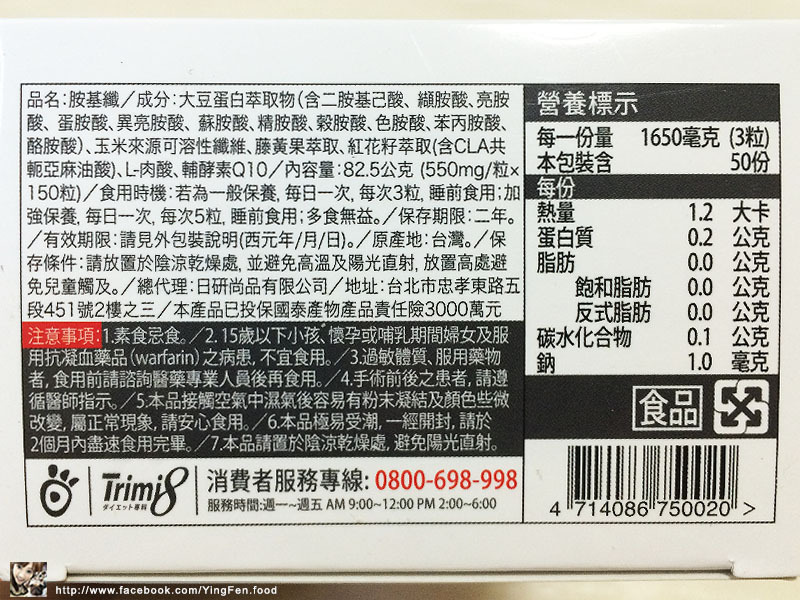 品名：胺基纖／成分：大豆蛋白萃取物（含二胺基己酸、纈胺酸、亮胺
酸、蛋胺酸、異亮胺酸、蘇胺酸、精胺酸、穀胺酸、色胺酸、苯丙胺酸、
酪胺酸）、玉米來源可溶性纖維、藤黃果萃取、紅花籽萃取(含CLA共
軛亞麻油酸)、L-肉酸、輔酵素Q10／內容量：82.5公克 (550mg/粒×
150粒)／食用時機：若為一般保養，每日一次，每次3粒，睡前食用；加
強保養，每日一次，每次5粒，睡前食用；多食無益。／保存期限：二年。
／有效期限：請見外包裝說明(西元年/月/日)。／原產地：台灣。／保
存條件：請放置於陰涼乾燥處，並避免高溫及陽光直射，放置高處避
免兒童觸及。／總代理：日研尚品有限公司／地址：台北市忠孝東路五
段451號2樓之三／本產品已投保國泰產物產品責任險3000萬元
注意事項：1.素食忌食。／2. 15歲以下小孩、懷孕或哺乳期間婦女及服
用抗凝血藥品(warfarin) 之病患，不宜食用。／3.過敏體質、服用藥物
者，食用前請諮詢醫藥專業人員後再食用。／4.手術前後之患者，請遵
循醫師指示。／5.本品接觸空氣中濕氣後容易有粉末凝結及顏色些微
改變，屬正常現象，請安心食用。／6.本品極易受潮，一經開封，請於
2個月內盡速食用完畢。／7.本品請置於陰涼乾燥處，避免陽光直射。
Trimi8
ダイエット專科
消費者服務專線：0800-698-998
服務時間：週一~週五 AM 9:00~12:00 PM 2:00~6:00
營養標示
每一份量 1650毫克 (3粒)
本包裝含 50份
每份
熱量 1.2 大卡
蛋白質 0.2 公克
脂肪 0.0 公克
飽和脂肪 0.0 公克
反式脂肪 0.0 公克
碳水化合物 0.1 公克
鈉 1.0 毫克
食品
4 714086 750020 >
http://www.facebook.com/YingFen.food